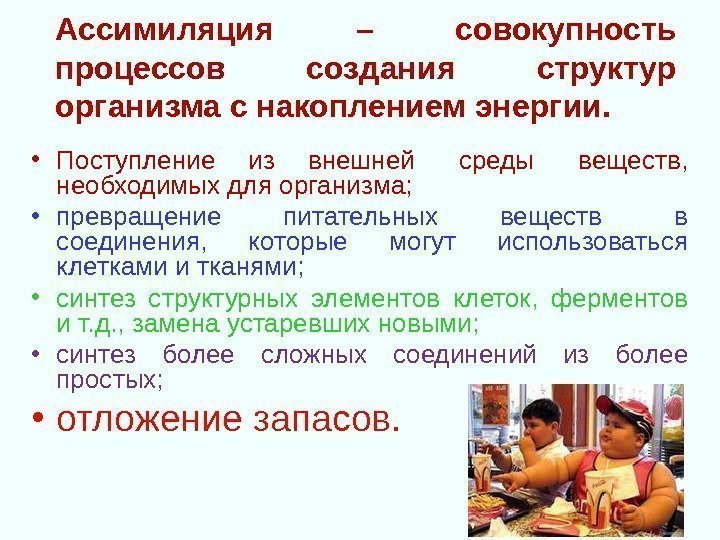 Ассимиляция – совокупность
процессов создания структур
организма с накоплением энергии.
• Поступление из внешней среды веществ,
необходимых для организма;
• превращение питательных веществ в
соединения, которые могут использоваться
клетками и тканями;
• синтез структурных элементов клеток, ферментов
и т.д. , замена устаревших новыми;
• синтез более сложных соединений из более
простых;
• отложение запасов.